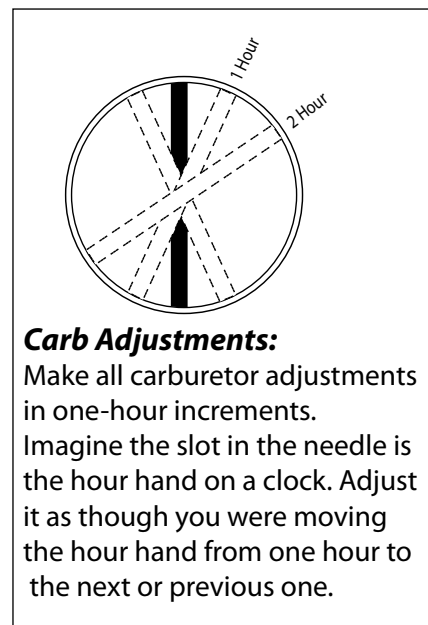 1 Hour
2 Hour
Carb Adjustments:
Make all carburetor adjustments
in one-hour increments.
Imagine the slot in the needle is
the hour hand on a clock. Adjust
it as though you were moving
the hour hand from one hour to
the next or previous one.